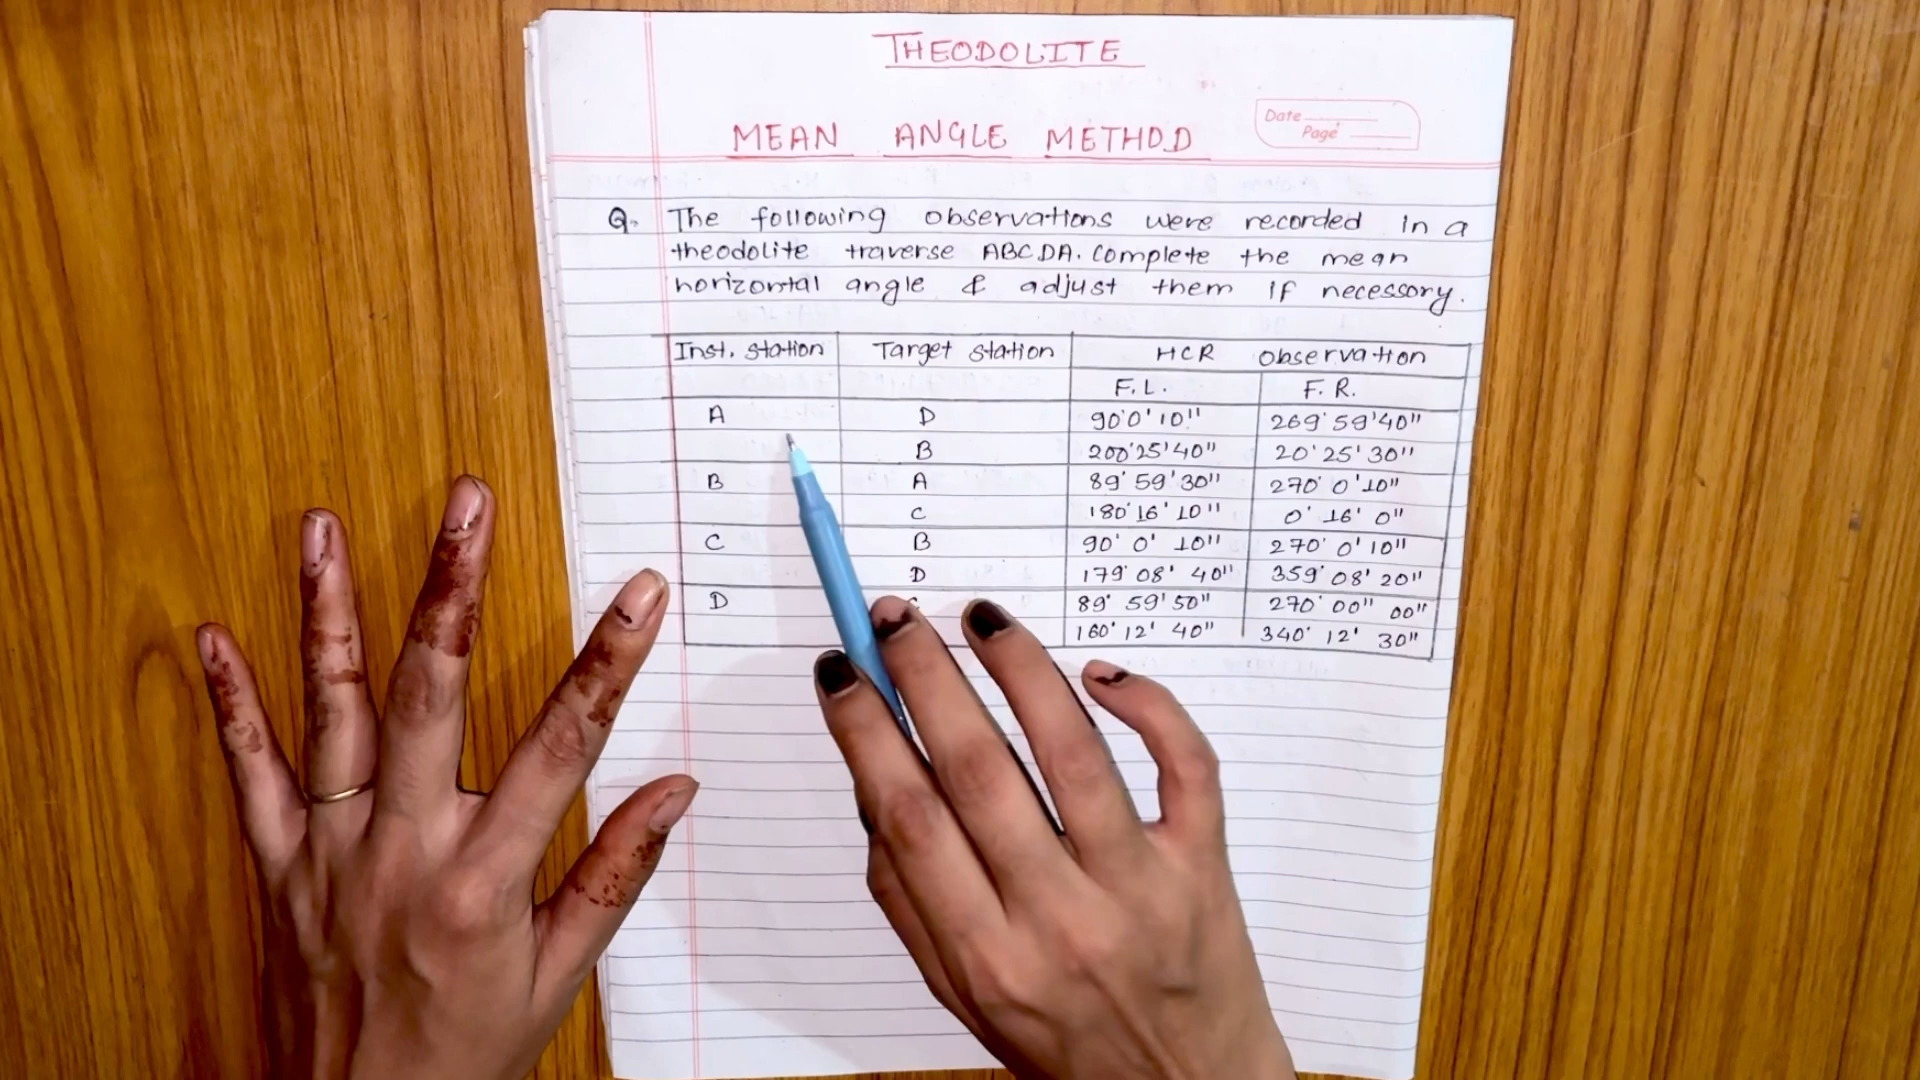 THEODOLITE
Date
Page
MEAN ANGLE METHOD
Q. The following observations were recorded in a
theodolite traverse ABCDA. Complete the mean
horizontal angle & adjust them if necessory.
Inst. station Target station HCR observation
F.L. F.R.
A D 90°0'10" 269°59'40"
B 200°25'40" 20°25'30"
B A 89°59'30" 270°0'10"
C 180°16'10" 0°16'0"
C B 90°0'10" 270°0'10"
D 179°08'40" 359°08'20"
D 89°59'50" 270°00"00"
160°12'40" 340°12'30"